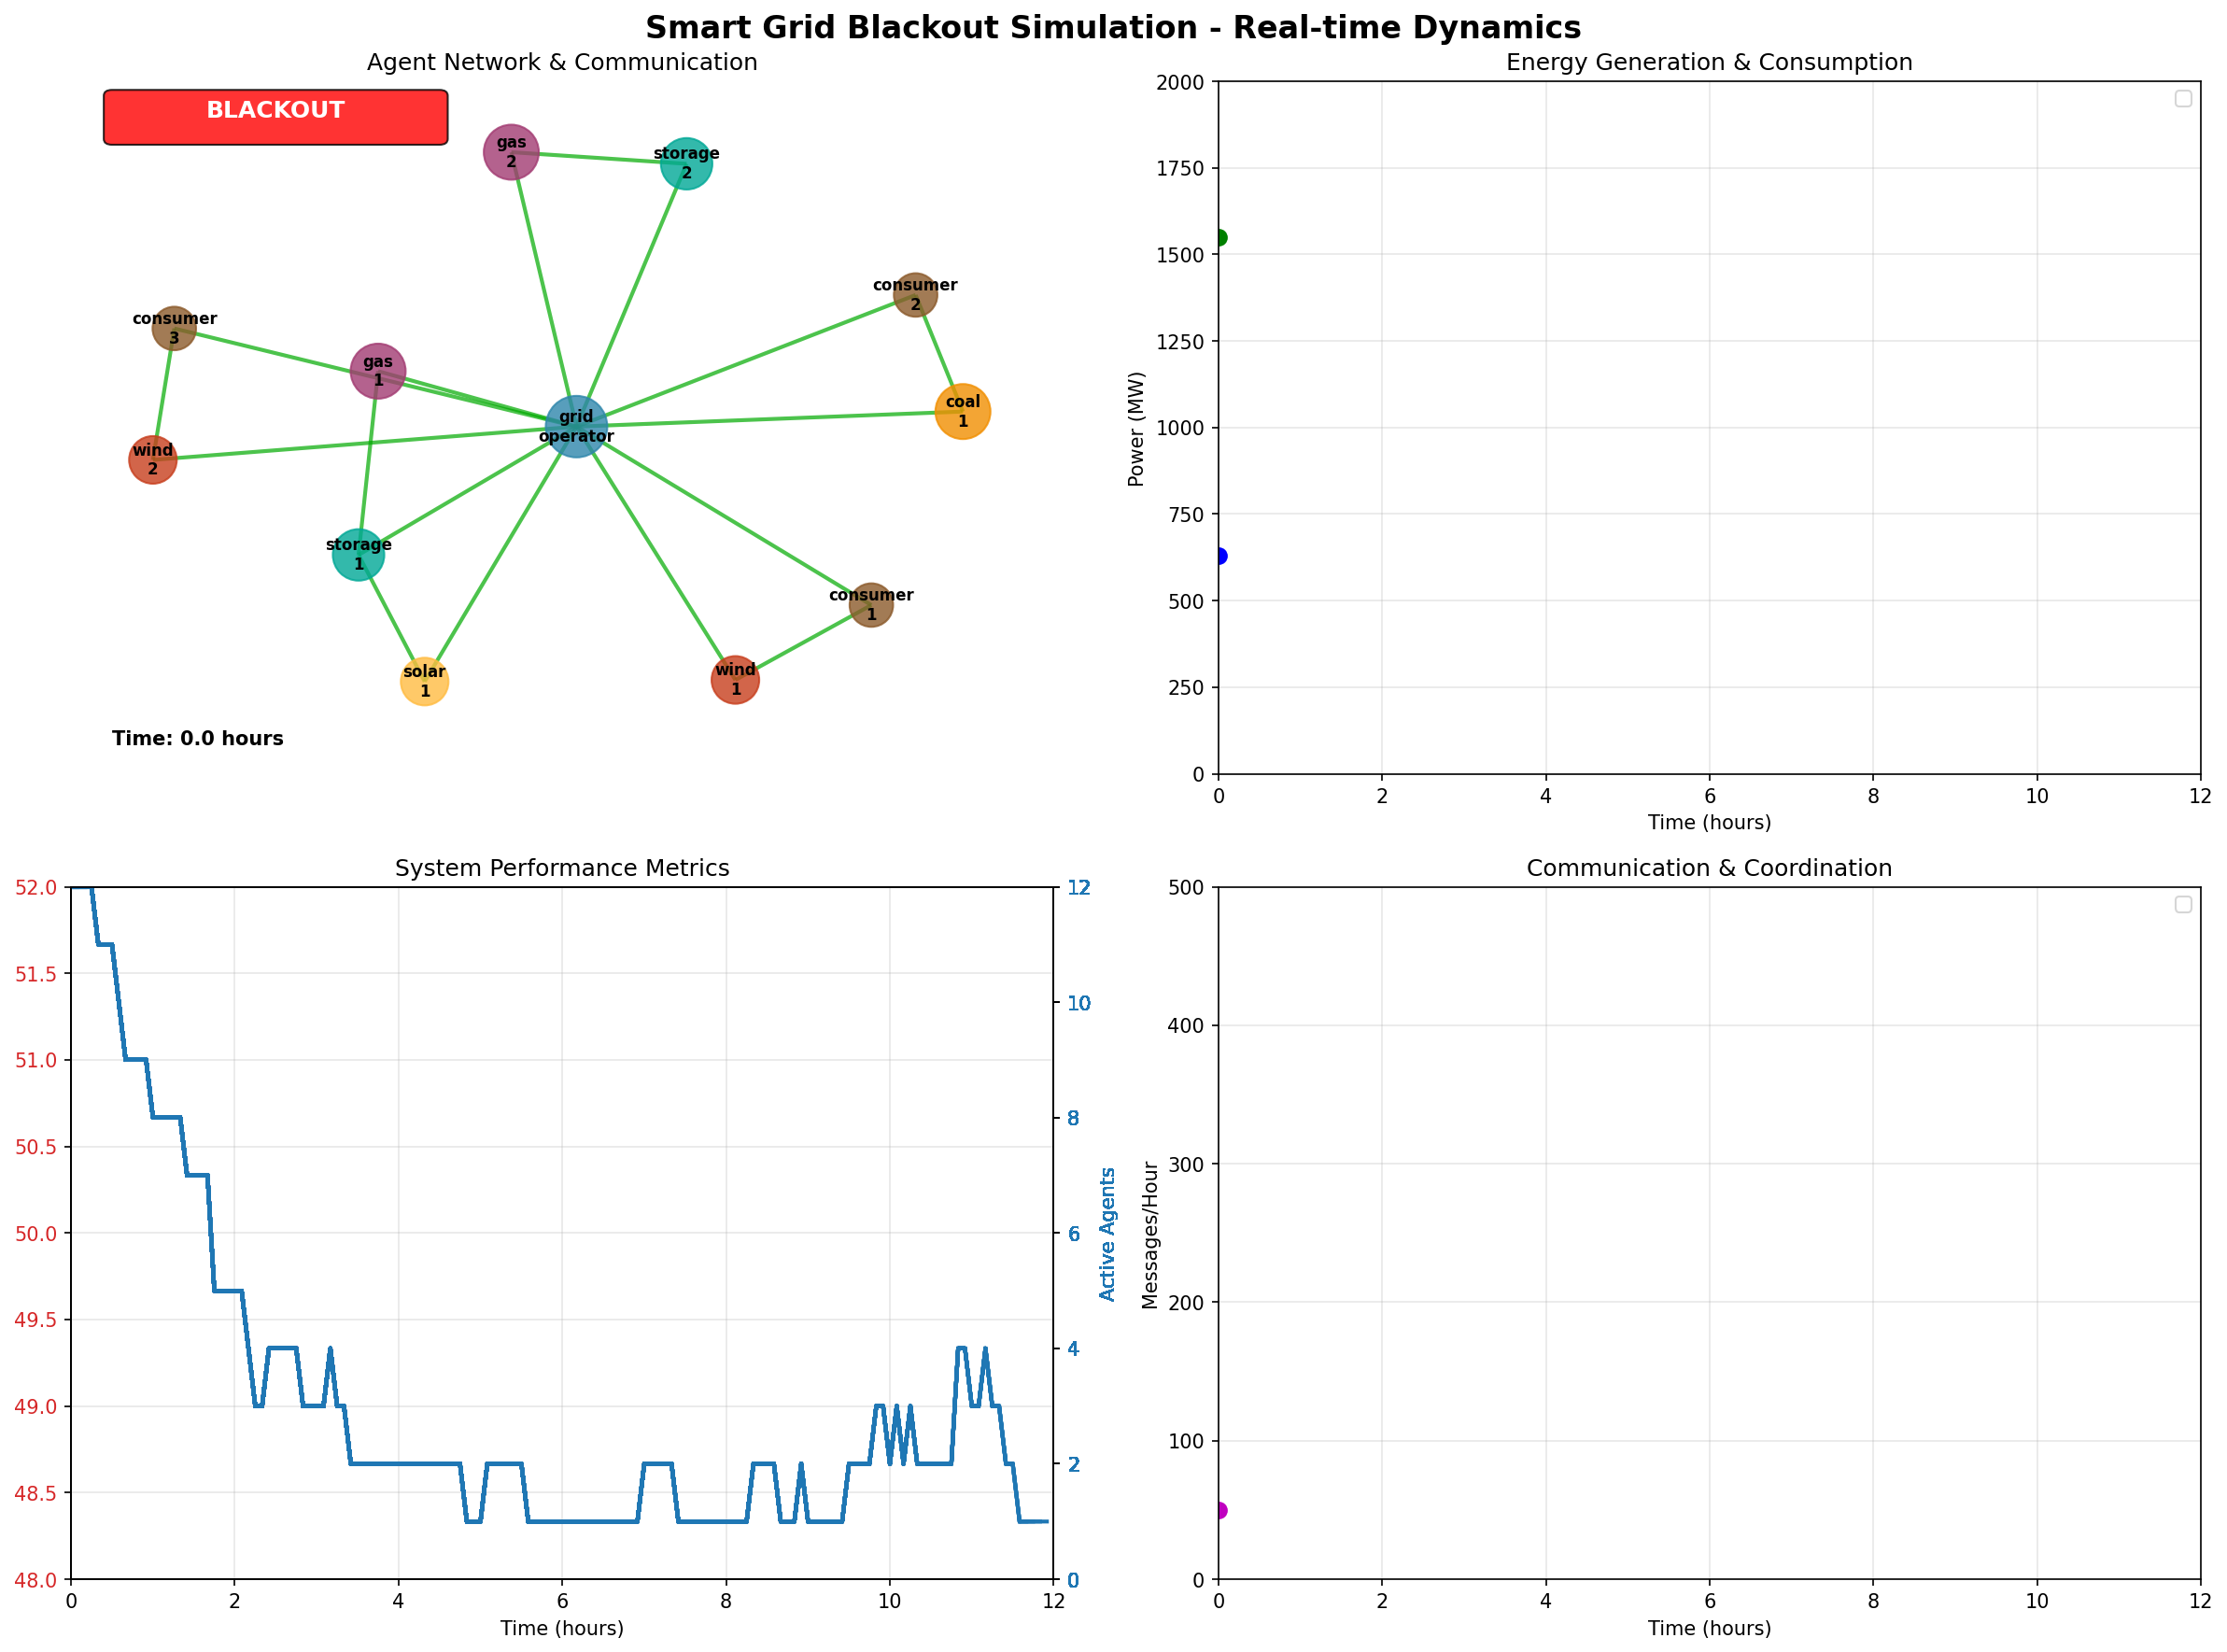 Smart Grid Blackout Simulation - Real-time Dynamics
Agent Network & Communication
BLACKOUT
gas
2
storage
2
consumer
2
consumer
3
gas
1
coal
1
grid
operator
wind
2
storage
1
consumer
1
solar
1
wind
1
Time: 0.0 hours
Energy Generation & Consumption
2000
1750
1500
1250
1000
750
500
250
0
Power (MW)
0 2 4 6 8 10 12
Time (hours)
System Performance Metrics
52.0
51.5
51.0
50.5
50.0
49.5
49.0
48.5
48.0
12
10
8
6
4
2
0
Active Agents
0 2 4 6 8 10 12
Time (hours)
Communication & Coordination
500
400
300
200
100
0
Messages/Hour
0 2 4 6 8 10 12
Time (hours)